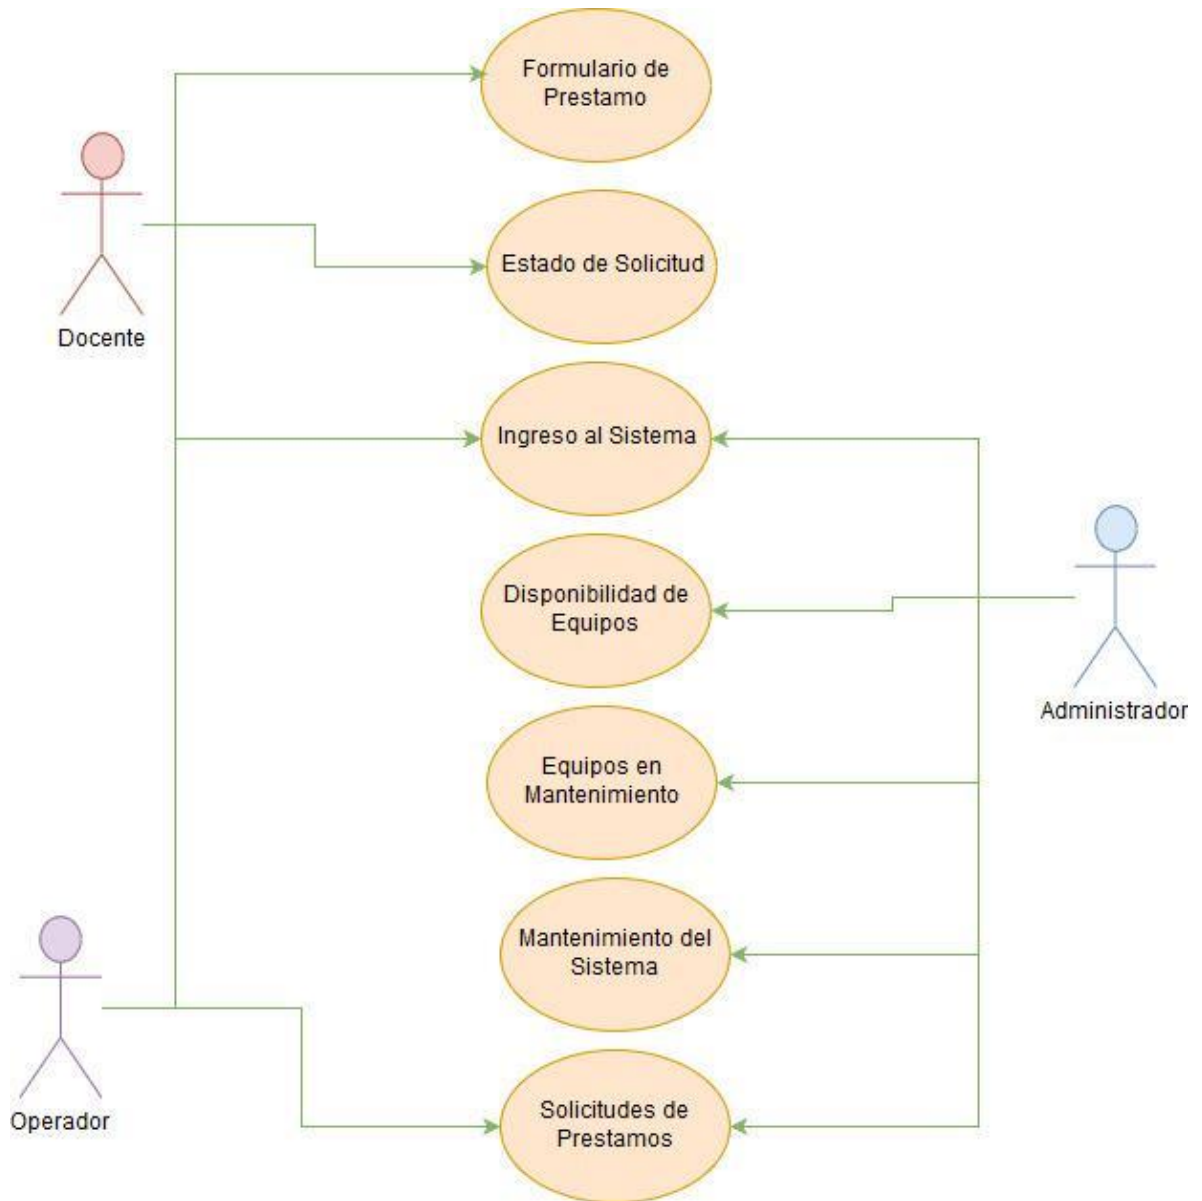 Formulario de
Prestamo
Docente
Estado de Solicitud
Ingreso al Sistema
Disponibilidad de
Equipos
Administrador
Equipos en
Mantenimiento
Mantenimiento del
Sistema
Operador
Solicitudes de
Prestamos